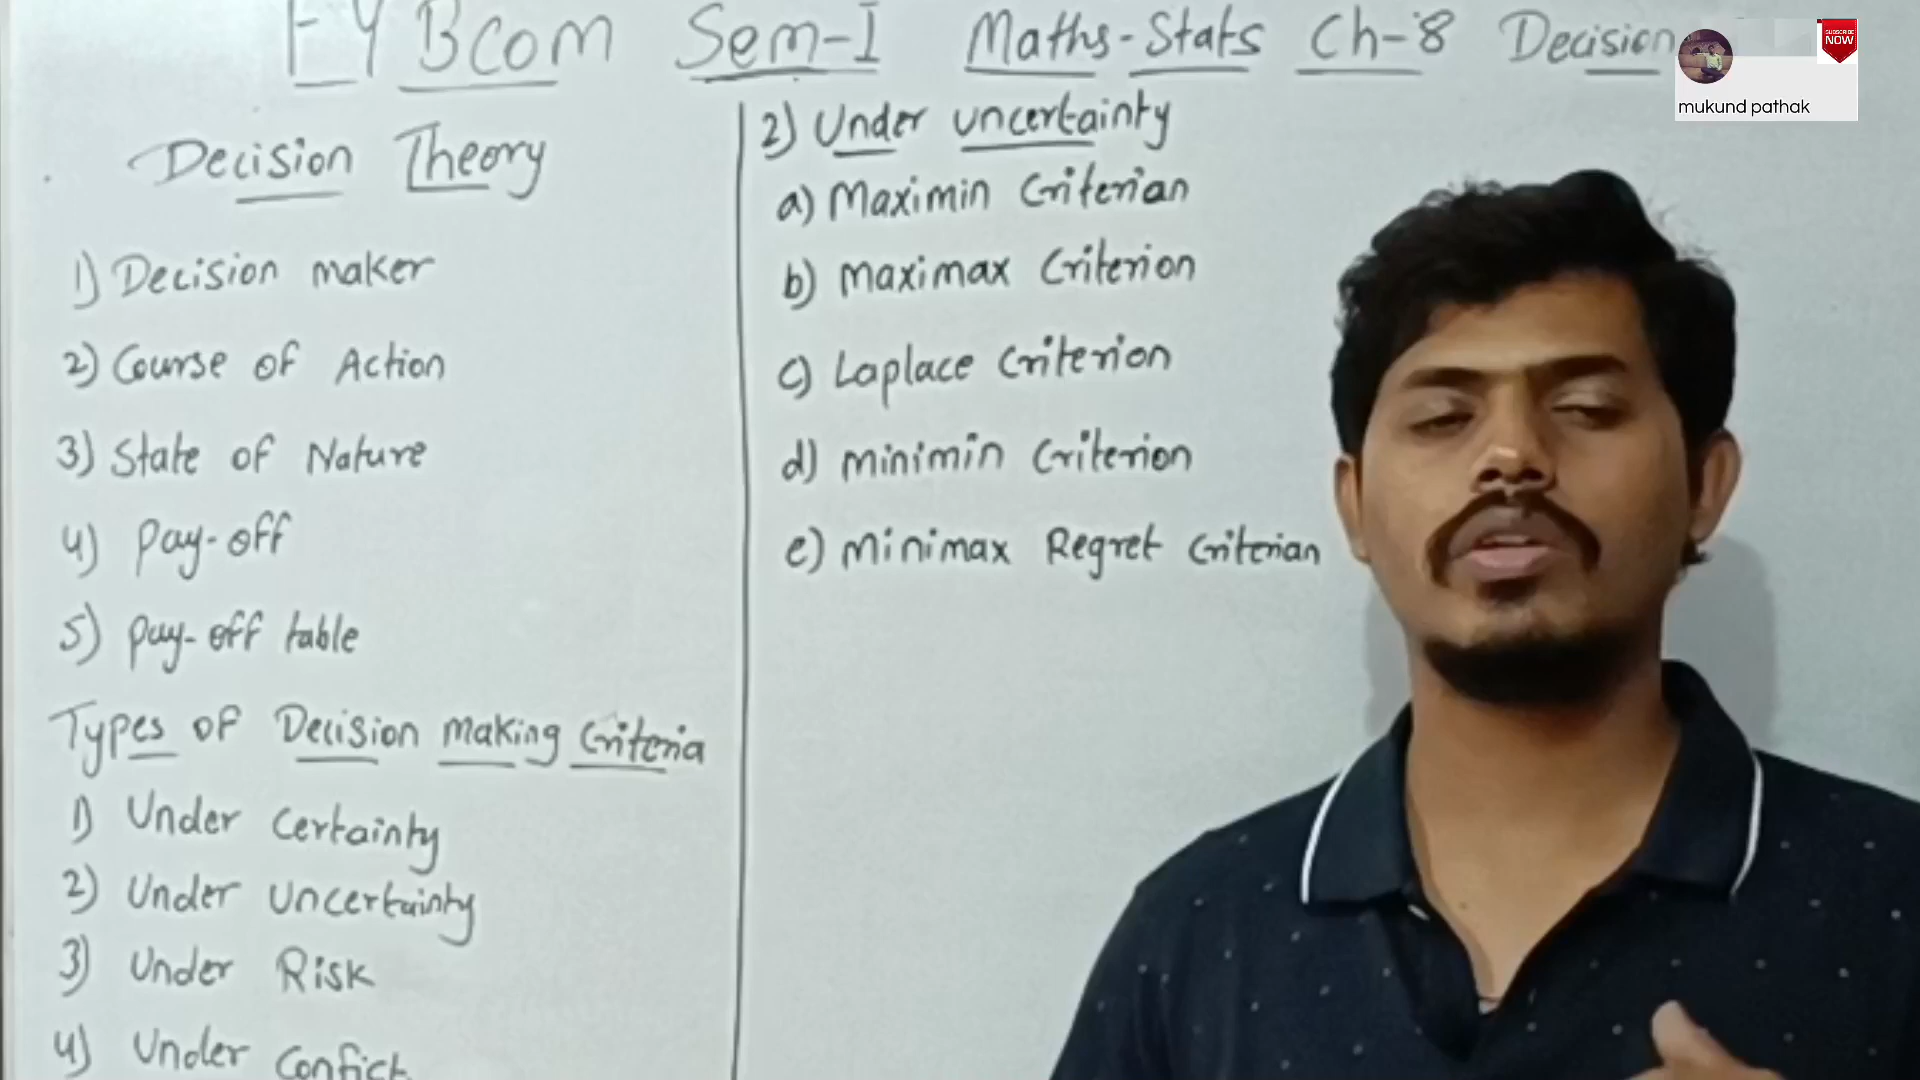 FY Bcom Sem-I Maths-Stats Ch-8 Decision
SUBSCRIBE NOW
mukund pathak
Decision Theory
1) Decision maker
2) Course of Action
3) State of Nature
4) Pay-off
5) Pay-off table
Types of Decision Making Criteria
1) Under Certainty
2) Under Uncertainty
3) Under Risk
4) Under Confict
2) Under uncertainty
a) Maximin Criterian
b) Maximax Criterion
c) Laplace Criterion
d) Minimin Criterion
e) Minimax Regret Criterian